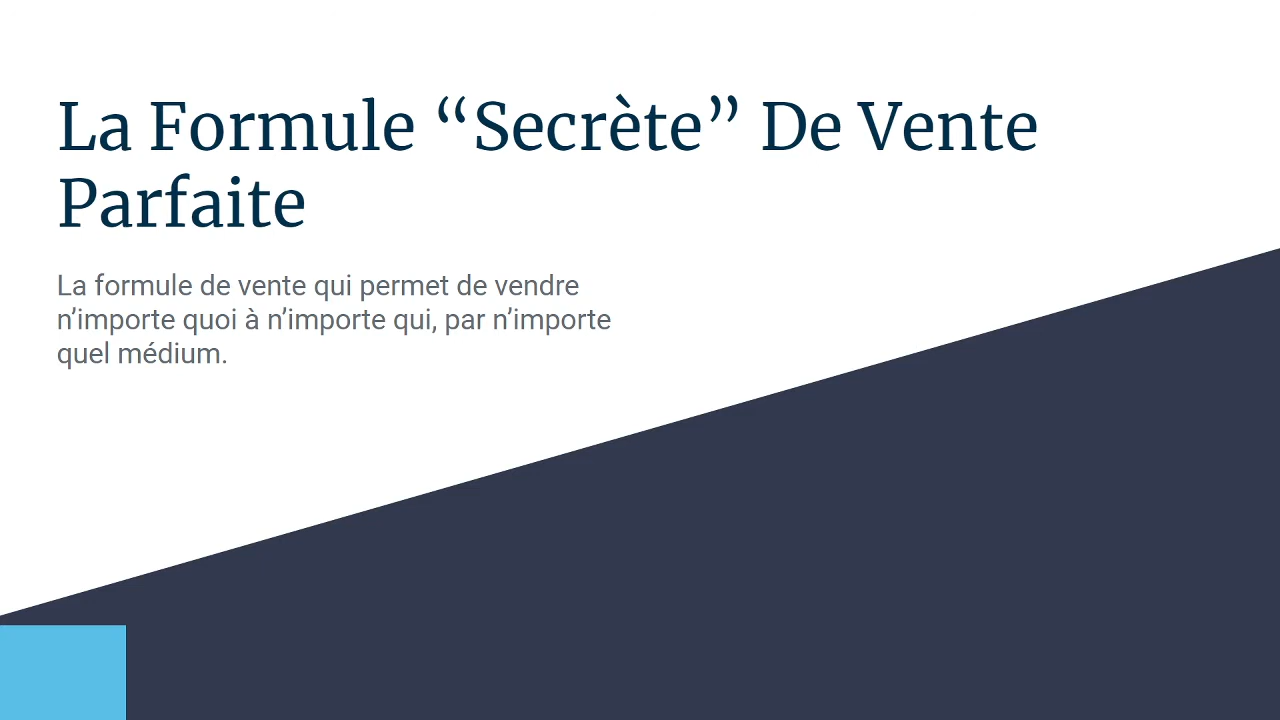 La Formule “Secrète” De Vente
Parfaite
La formule de vente qui permet de vendre
n’importe quoi à n’importe qui, par n’importe
quel médium.